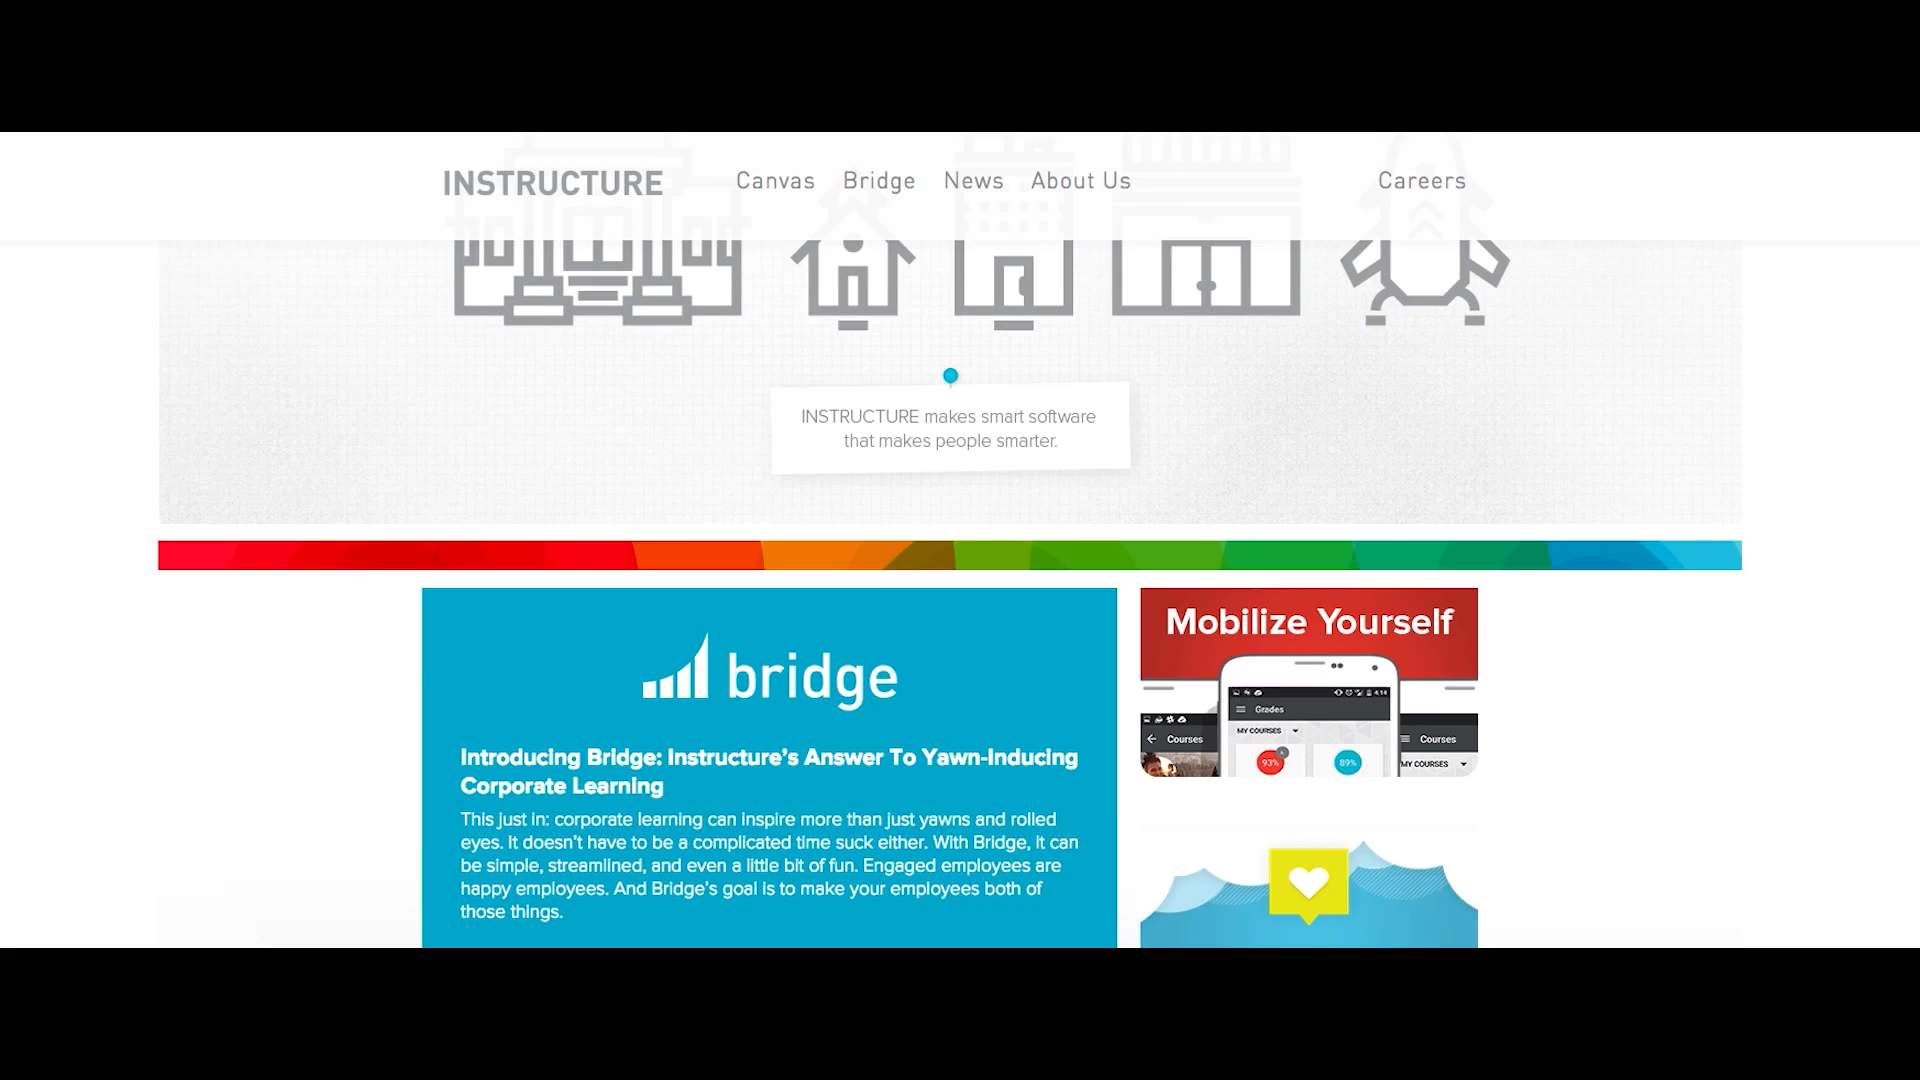 INSTRUCTURE
Canvas Bridge News About Us
Careers
INSTRUCTURE makes smart software
that makes people smarter.
bridge
Introducing Bridge: Instructure's Answer To Yawn-Inducing
Corporate Learning
This just in: corporate learning can inspire more than just yawns and rolled
eyes. It doesn't have to be a complicated time suck either. With Bridge, it can
be simple, streamlined, and even a little bit of fun. Engaged employees are
happy employees. And Bridge's goal is to make your employees both of
those things.
Mobilize Yourself
4:14
Grades
MY COURSES
93%
89%
Courses
Courses
MY COURSES